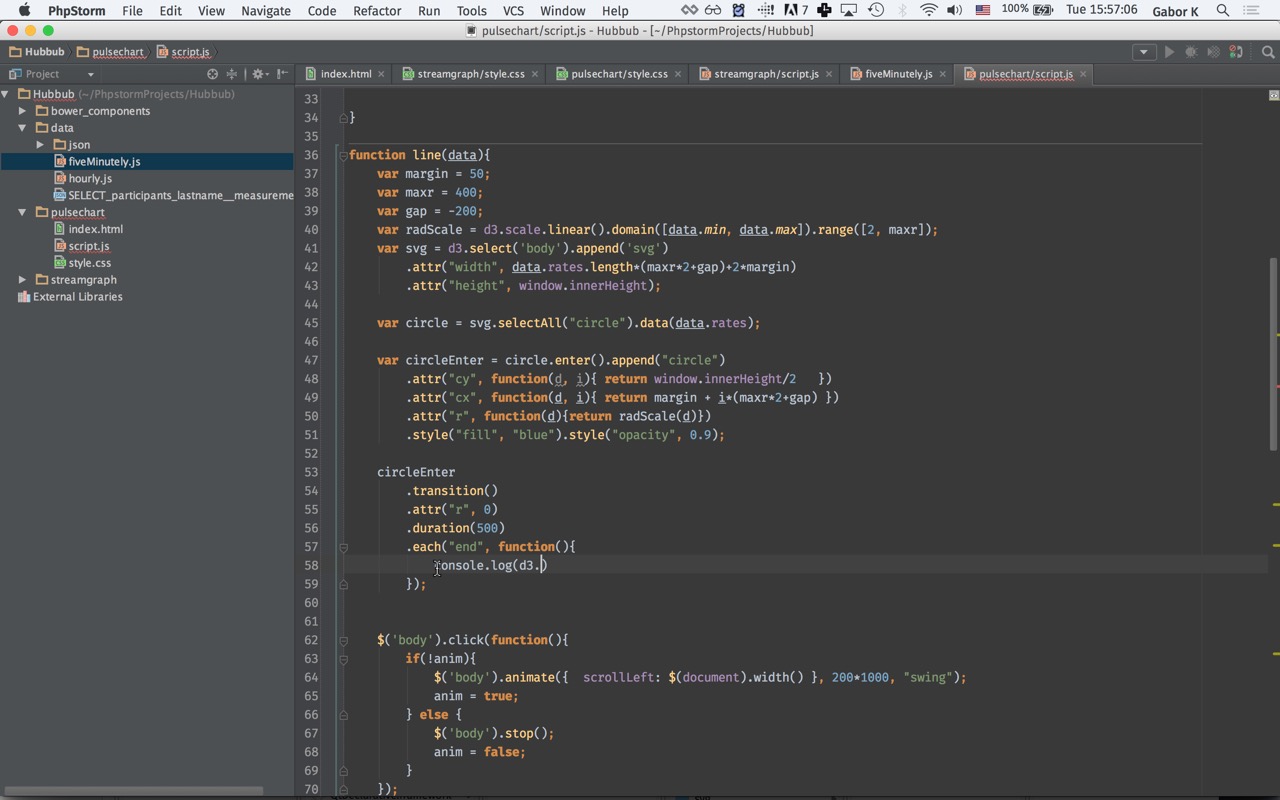 PhpStorm File Edit View Navigate Code Refactor Run Tools VCS Window Help 7 100% Tue 15:57:06 Gabor K
pulsechart/script.js - Hubbub - [~/PhpstormProjects/Hubbub]
Hubbub pulsechart script.js
Project index.html streamgraph/style.css pulsechart/style.css streamgraph/script.js fiveMinutely.js pulsechart/script.js
Hubbub (~/PhpstormProjects/Hubbub)
bower_components
data
json
fiveMinutely.js
hourly.js
SELECT_participants_lastname__measureme
pulsechart
index.html
script.js
style.css
streamgraph
External Libraries
33
34 }
35
36 function line(data){
37 var margin = 50;
38 var maxr = 400;
39 var gap = -200;
40 var radScale = d3.scale.linear().domain([data.min, data.max]).range([2, maxr]);
41 var svg = d3.select('body').append('svg')
42 .attr("width", data.rates.length*(maxr*2+gap)+2*margin)
43 .attr("height", window.innerHeight);
44
45 var circle = svg.selectAll("circle").data(data.rates);
46
47 var circleEnter = circle.enter().append("circle")
48 .attr("cy", function(d, i){ return window.innerHeight/2   })
49 .attr("cx", function(d, i){ return margin + i*(maxr*2+gap) })
50 .attr("r", function(d){return radScale(d)})
51 .style("fill", "blue").style("opacity", 0.9);
52
53 circleEnter
54 .transition()
55 .attr("r", 0)
56 .duration(500)
57 .each("end", function(){
58 console.log(d3.)
59 });
60
61
62 $('body').click(function(){
63 if(!anim){
64 $('body').animate({  scrollLeft: $(document).width() }, 200*1000, "swing");
65 anim = true;
66 } else {
67 $('body').stop();
68 anim = false;
69 }
70 });